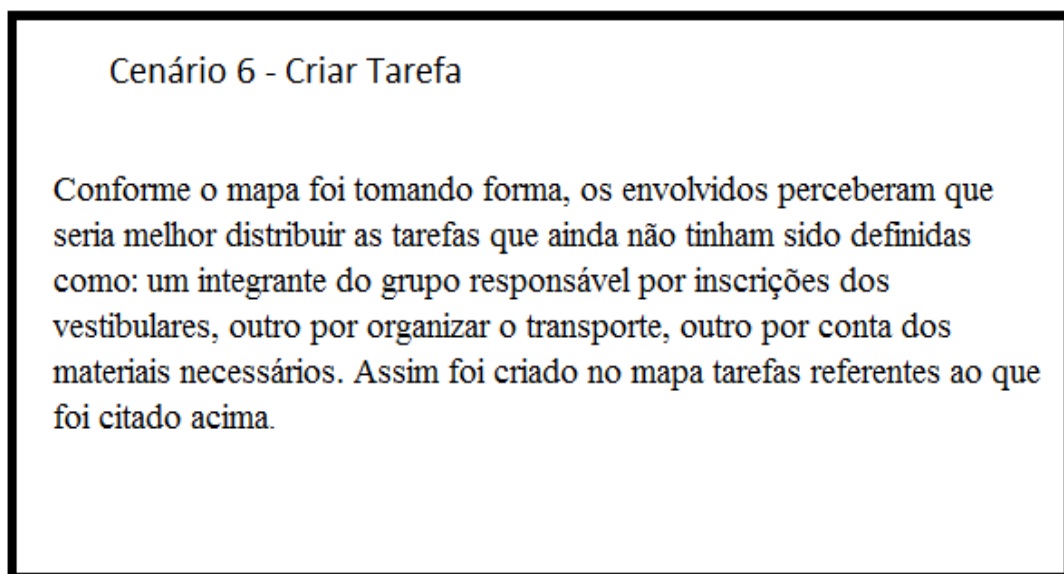 Cenário 6 - Criar Tarefa
Conforme o mapa foi tomando forma, os envolvidos perceberam que
seria melhor distribuir as tarefas que ainda não tinham sido definidas
como: um integrante do grupo responsável por inscrições dos
vestibulares, outro por organizar o transporte, outro por conta dos
materiais necessários. Assim foi criado no mapa tarefas referentes ao que
foi citado acima.